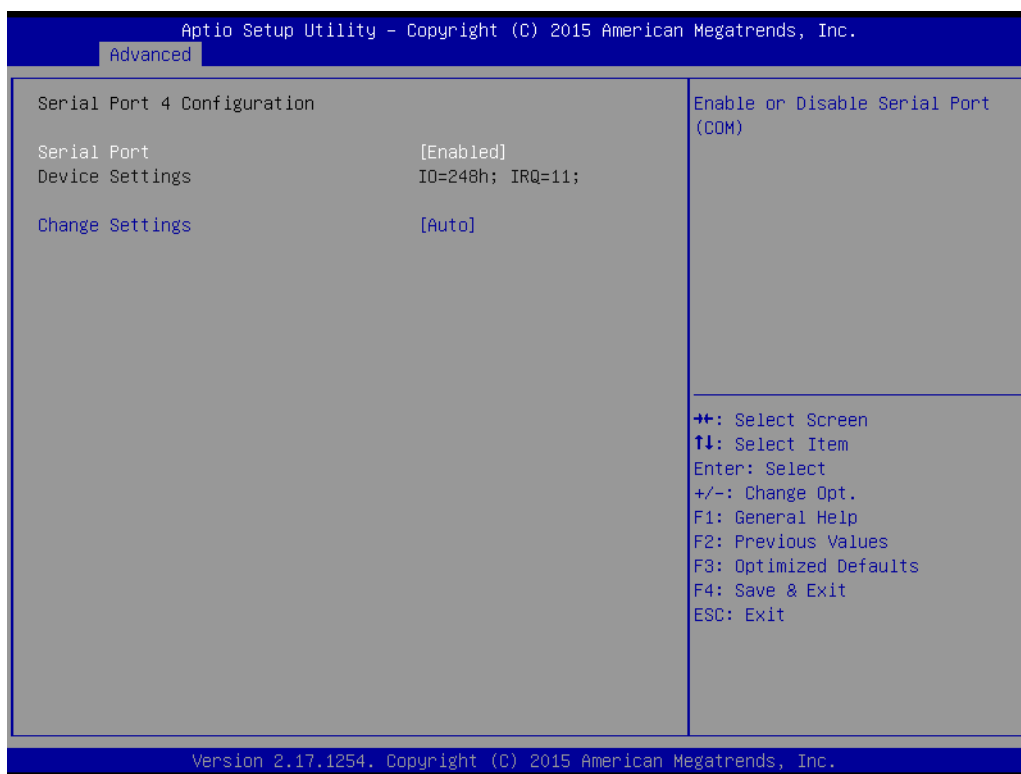 Aptio Setup Utility – Copyright (C) 2015 American Megatrends, Inc.
Advanced
Serial Port 4 Configuration
Serial Port [Enabled]
Device Settings IO=248h; IRQ=11;
Change Settings [Auto]
Enable or Disable Serial Port
(COM)
→←: Select Screen
↑↓: Select Item
Enter: Select
+/-: Change Opt.
F1: General Help
F2: Previous Values
F3: Optimized Defaults
F4: Save & Exit
ESC: Exit
Version 2.17.1254. Copyright (C) 2015 American Megatrends, Inc.